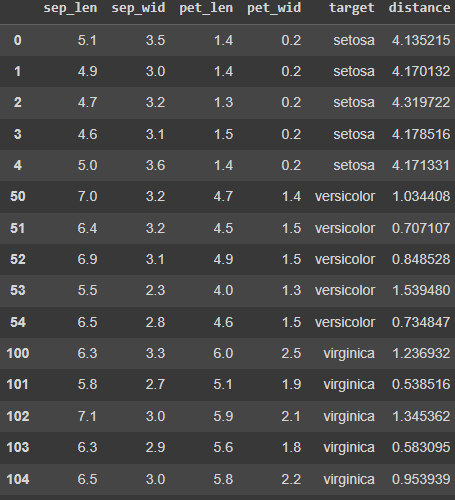 sep_len sep_wid pet_len pet_wid target distance
0 5.1 3.5 1.4 0.2 setosa 4.135215
1 4.9 3.0 1.4 0.2 setosa 4.170132
2 4.7 3.2 1.3 0.2 setosa 4.319722
3 4.6 3.1 1.5 0.2 setosa 4.178516
4 5.0 3.6 1.4 0.2 setosa 4.171331
50 7.0 3.2 4.7 1.4 versicolor 1.034408
51 6.4 3.2 4.5 1.5 versicolor 0.707107
52 6.9 3.1 4.9 1.5 versicolor 0.848528
53 5.5 2.3 4.0 1.3 versicolor 1.539480
54 6.5 2.8 4.6 1.5 versicolor 0.734847
100 6.3 3.3 6.0 2.5 virginica 1.236932
101 5.8 2.7 5.1 1.9 virginica 0.538516
102 7.1 3.0 5.9 2.1 virginica 1.345362
103 6.3 2.9 5.6 1.8 virginica 0.583095
104 6.5 3.0 5.8 2.2 virginica 0.953939